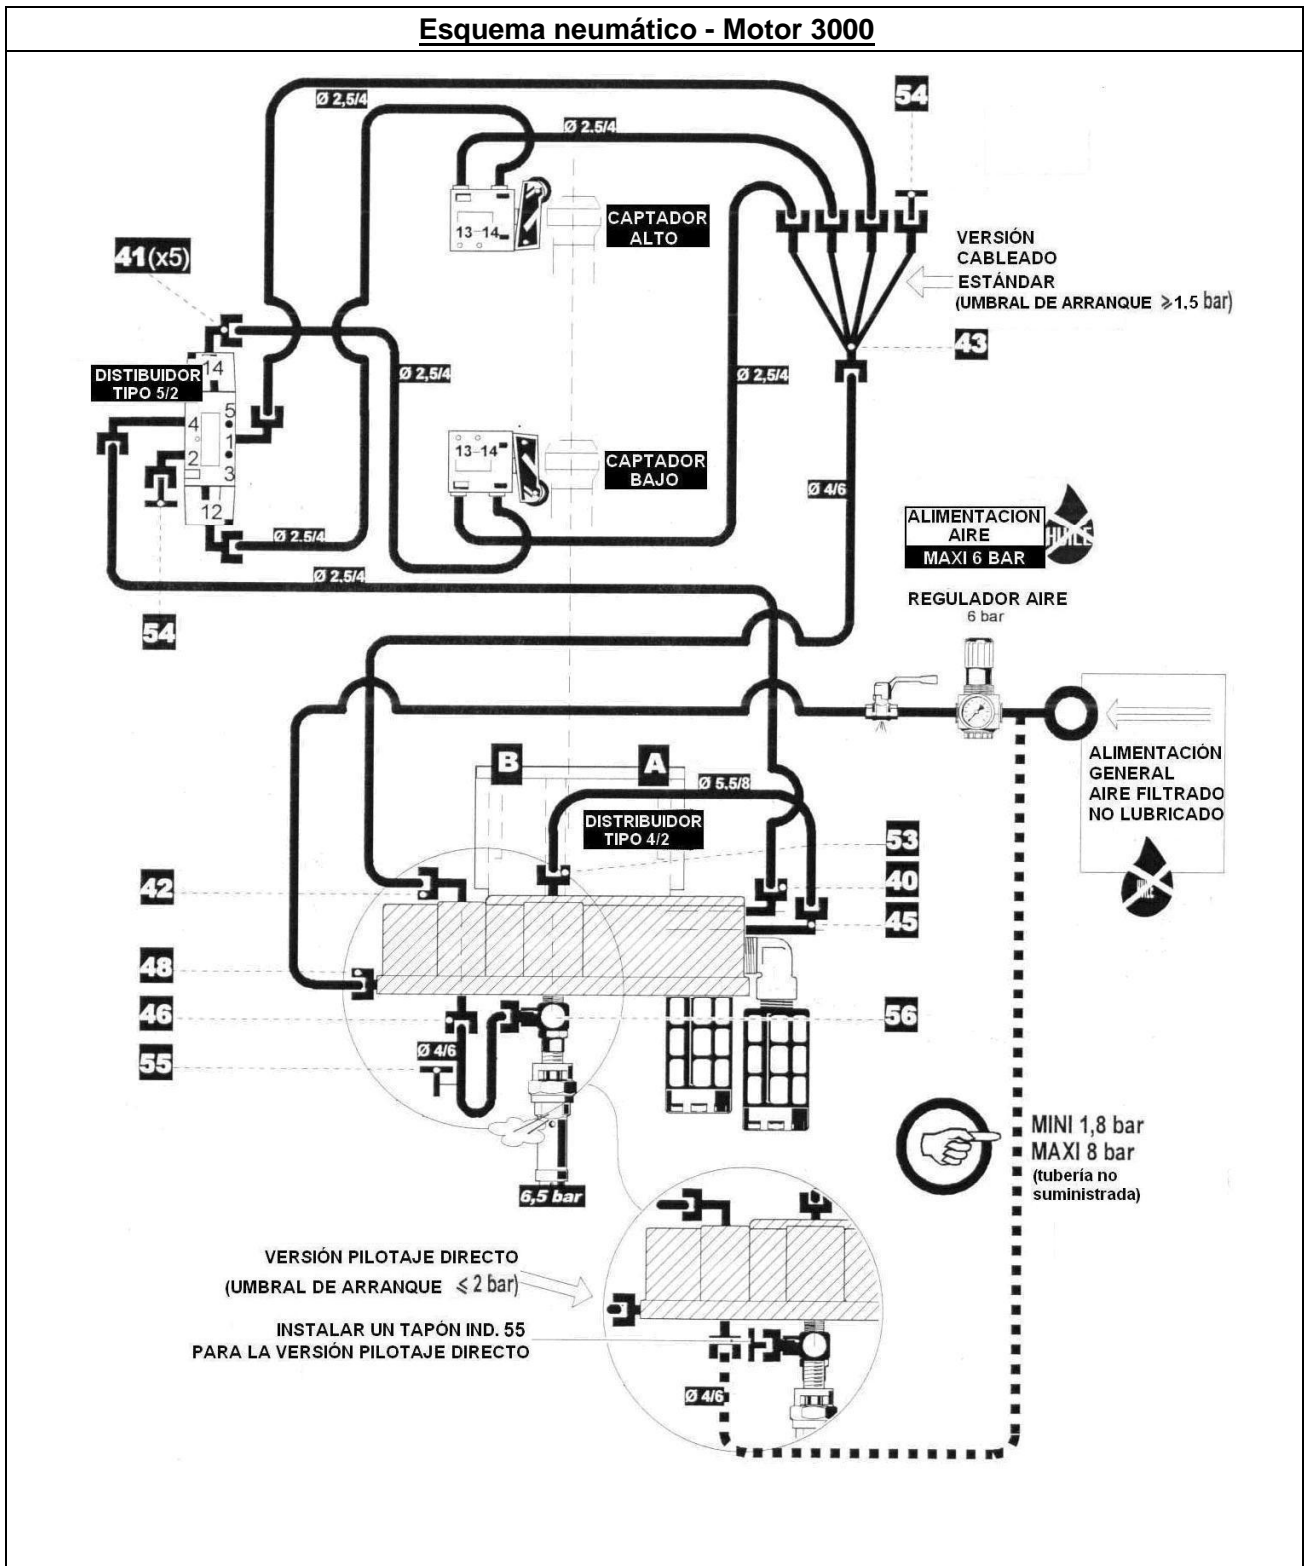 Esquema neumático - Motor 3000
Ø 2,5/4
Ø 2.5/4
54
13-14
CAPTADOR
ALTO
41(x5)
VERSIÓN
CABLEADO
ESTÁNDAR
(UMBRAL DE ARRANQUE ⩾1,5 bar)
43
DISTIBUIDOR
TIPO 5/2
14
4
5
1
2
3
12
Ø 2,5/4
Ø 2,5/4
13-14
CAPTADOR
BAJO
Ø 4/6
Ø 2.5/4
Ø 2,5/4
54
ALIMENTACION
AIRE
MAXI 6 BAR
HUILE
REGULADOR AIRE
6 bar
ALIMENTACIÓN
GENERAL
AIRE FILTRADO
NO LUBRICADO
B
A
Ø 5,5/8
DISTRIBUIDOR
TIPO 4/2
53
42
40
45
48
46
56
Ø 4/6
55
6,5 bar
MINI 1,8 bar
MAXI 8 bar
(tubería no
suministrada)
VERSIÓN PILOTAJE DIRECTO
(UMBRAL DE ARRANQUE ⩽ 2 bar)
INSTALAR UN TAPÓN IND. 55
PARA LA VERSIÓN PILOTAJE DIRECTO
Ø 4/6